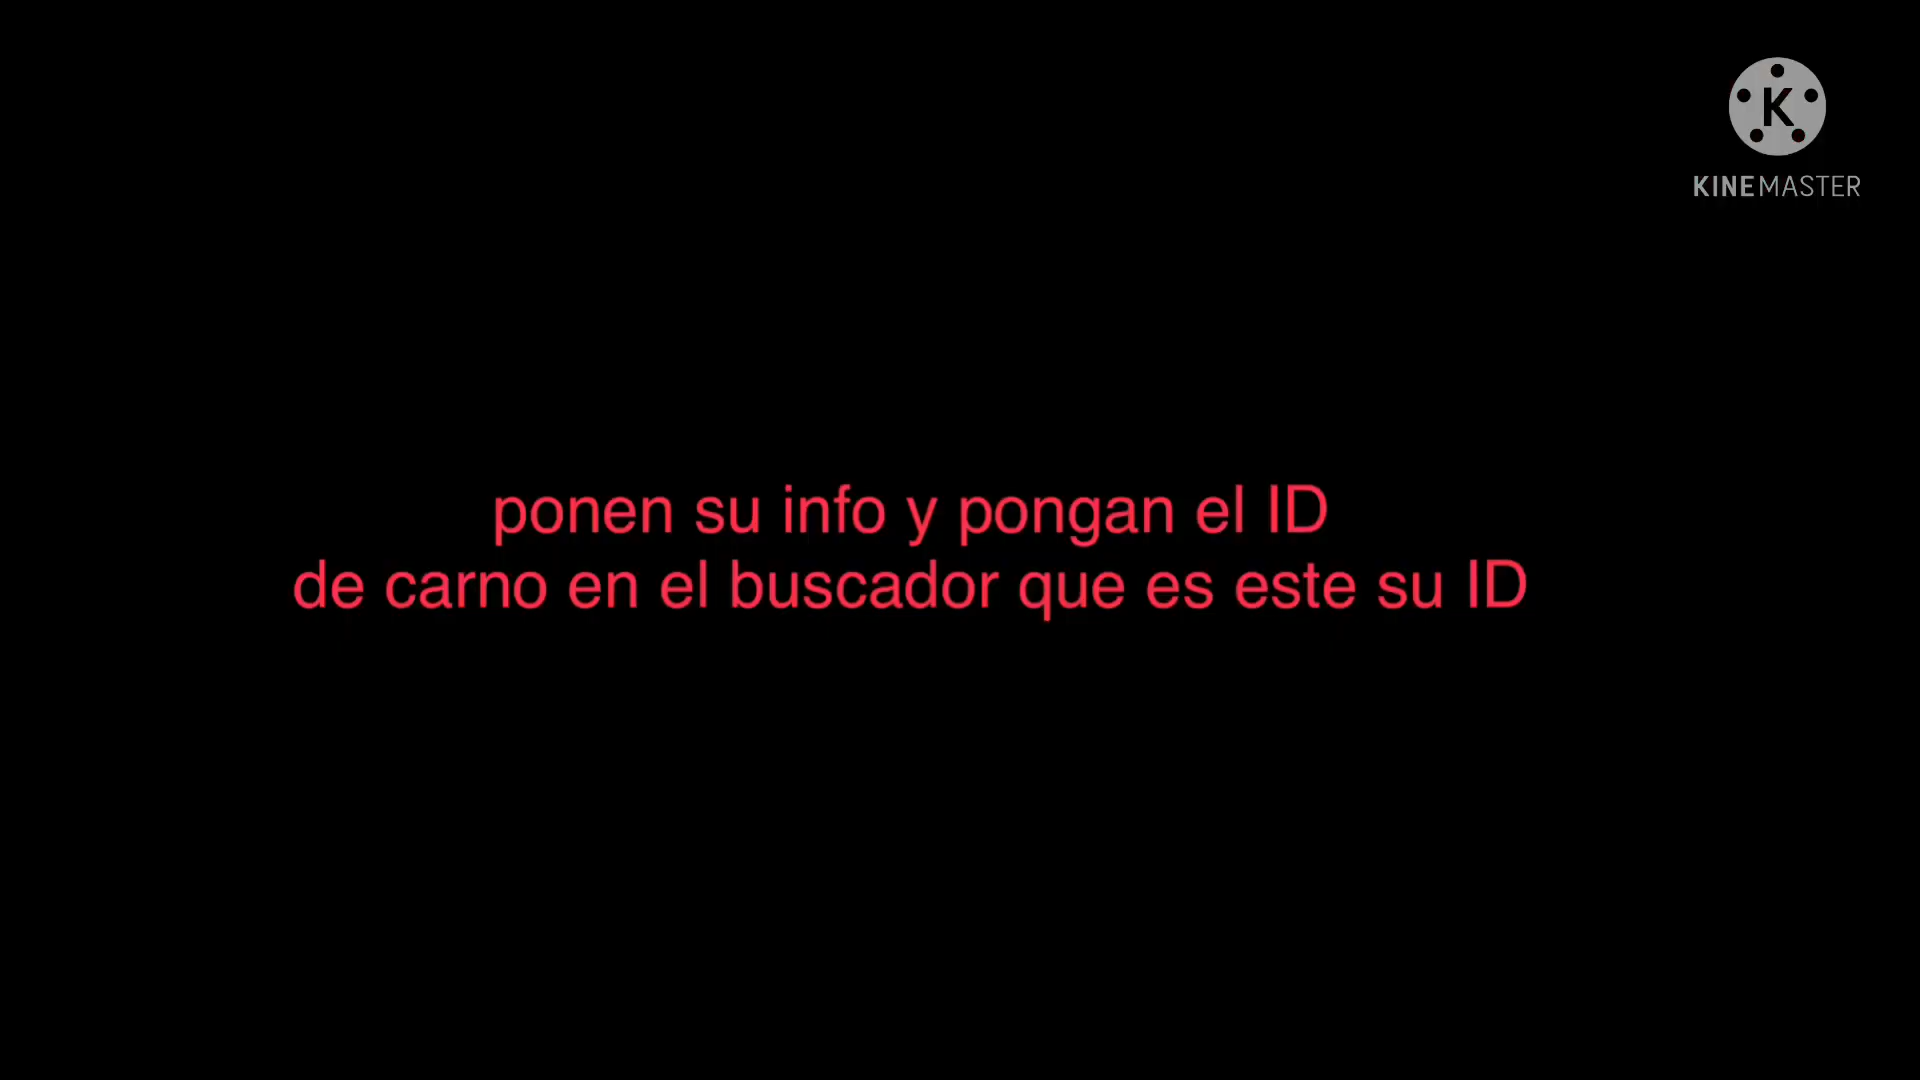 K
KINEMASTER
ponen su info y pongan el ID
de carno en el buscador que es este su ID